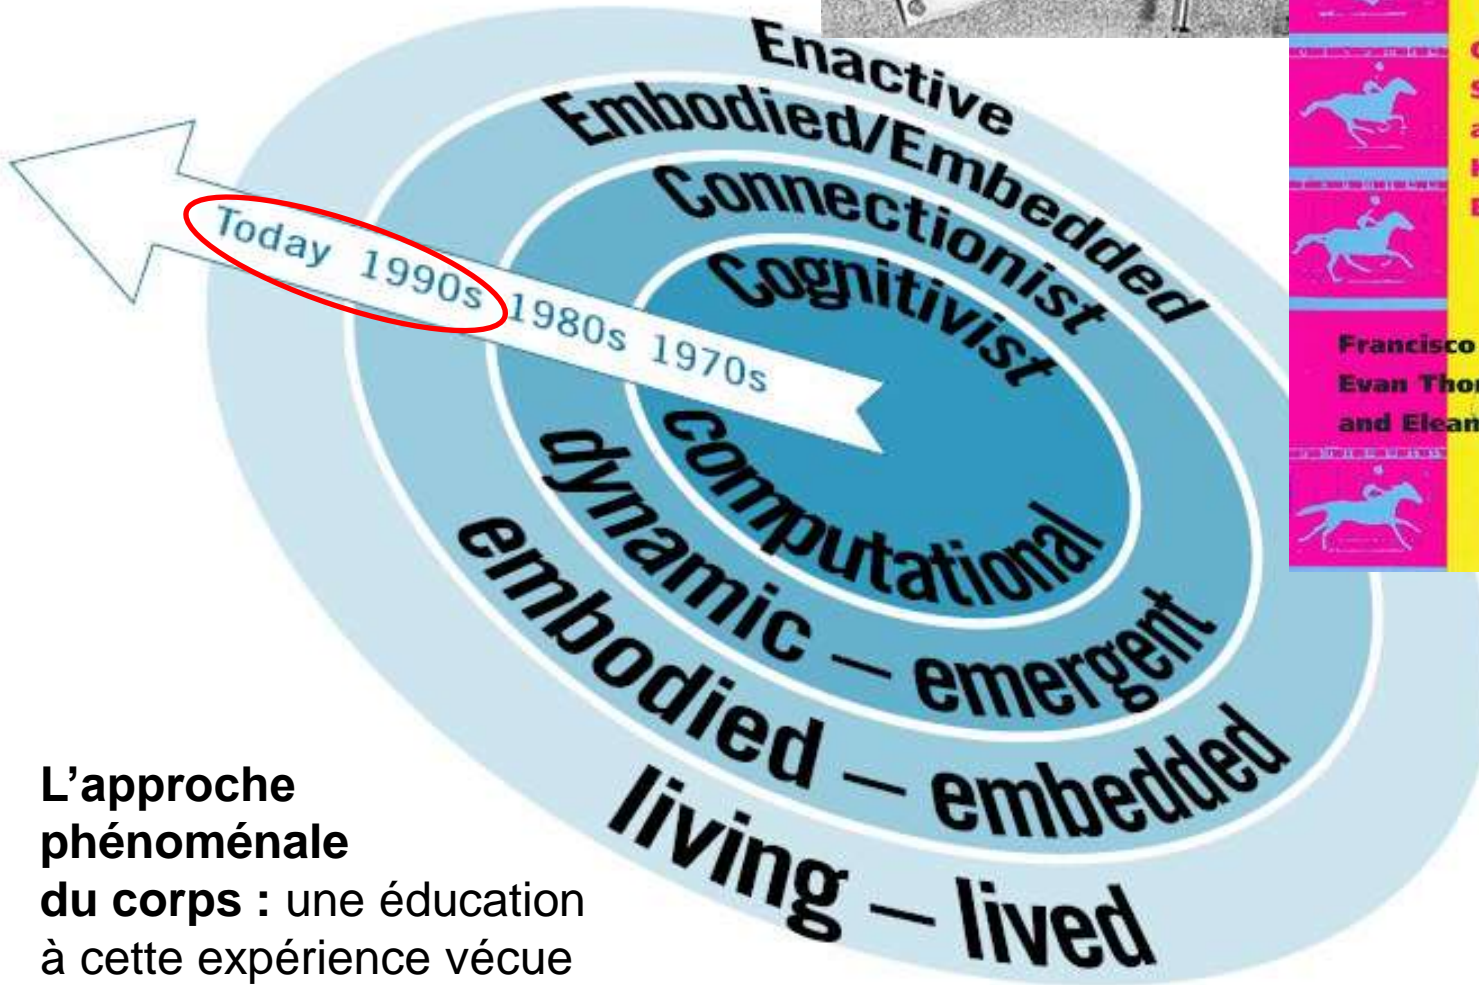 Enactive
Embodied/Embedded
Connectionist
Cognitivist
Today 1990s 1980s 1970s
computational
dynamic – emergent
embodied – embedded
living – lived
Francisco
Evan
and
L’approche
phénoménale
du corps : une éducation
à cette expérience vécue